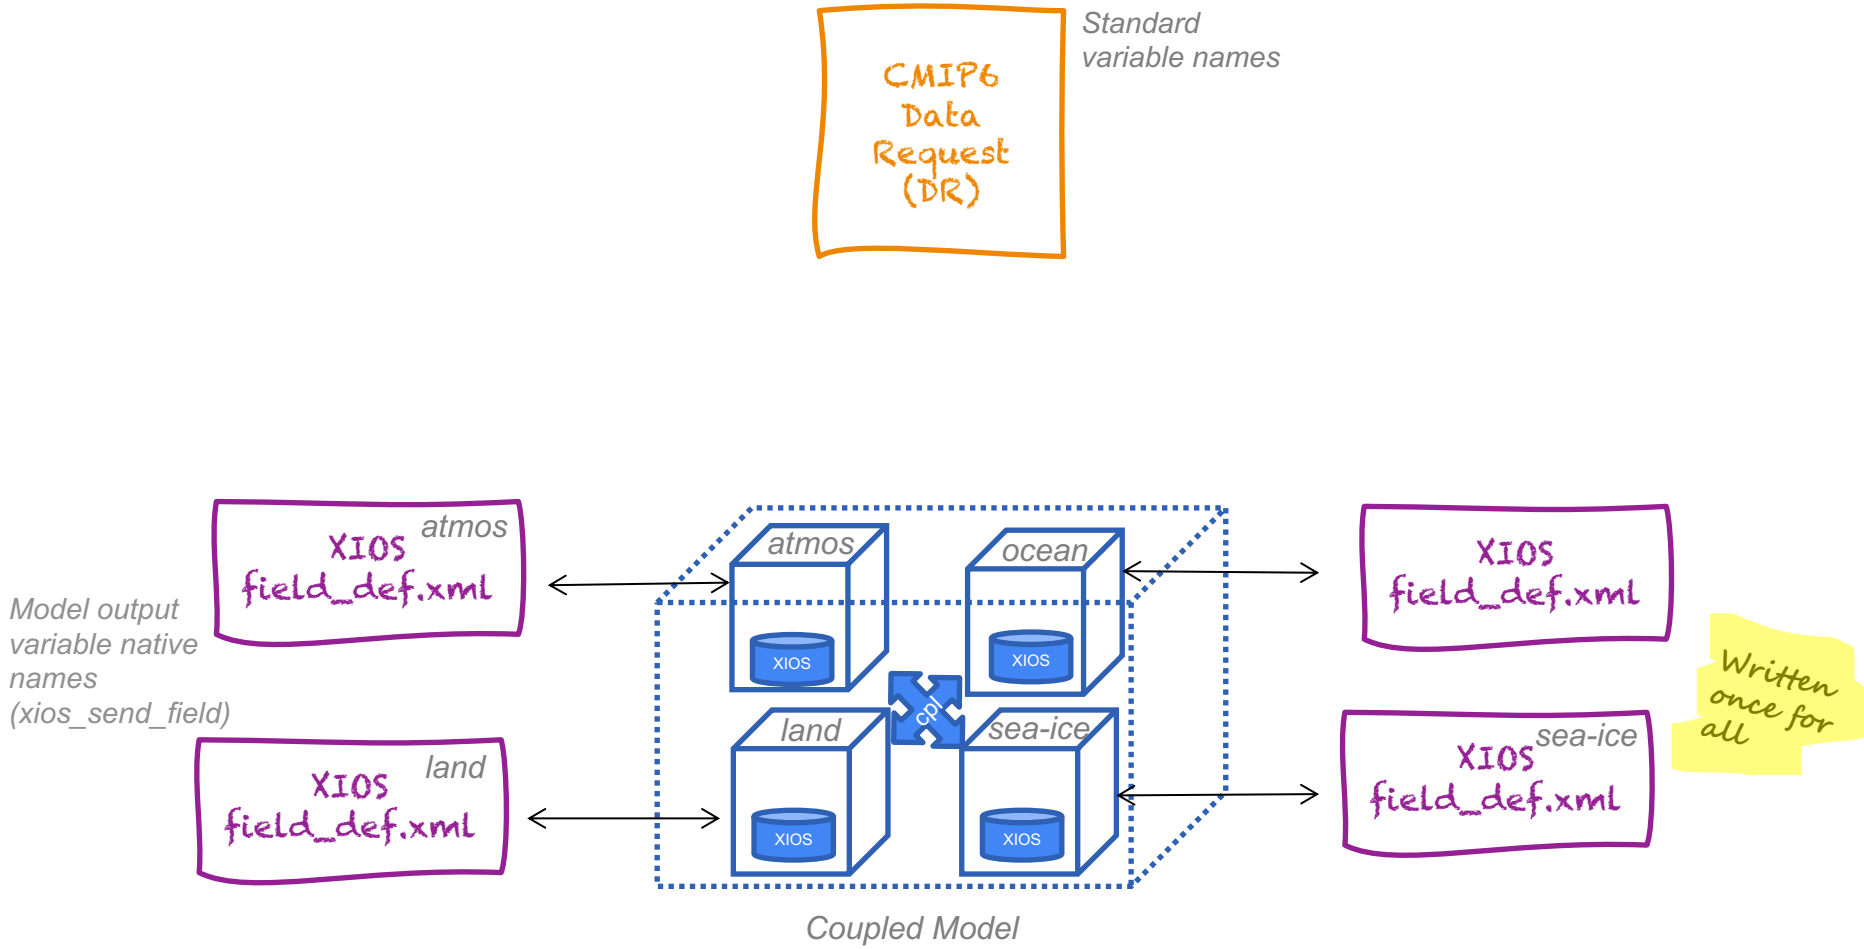 Standard
variable names
CMIP6
Data
Request
(DR)
atmos
XIOS
field_def.xml
Model output
variable native
names
(xios_send_field)
land
XIOS
field_def.xml
atmos
XIOS
ocean
XIOS
cpl
land
XIOS
sea-ice
XIOS
Coupled Model
XIOS
field_def.xml
sea-ice
XIOS
field_def.xml
Written
once for
all